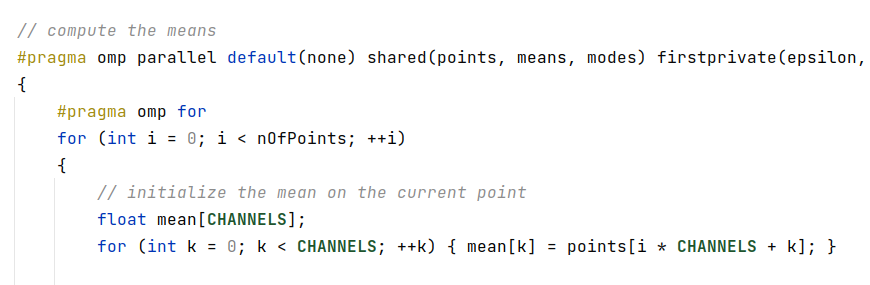 // compute the means
#pragma omp parallel default(none) shared(points, means, modes) firstprivate(epsilon,
{
#pragma omp for
for (int i = 0; i < nOfPoints; ++i)
{
// initialize the mean on the current point
float mean[CHANNELS];
for (int k = 0; k < CHANNELS; ++k) { mean[k] = points[i * CHANNELS + k]; }